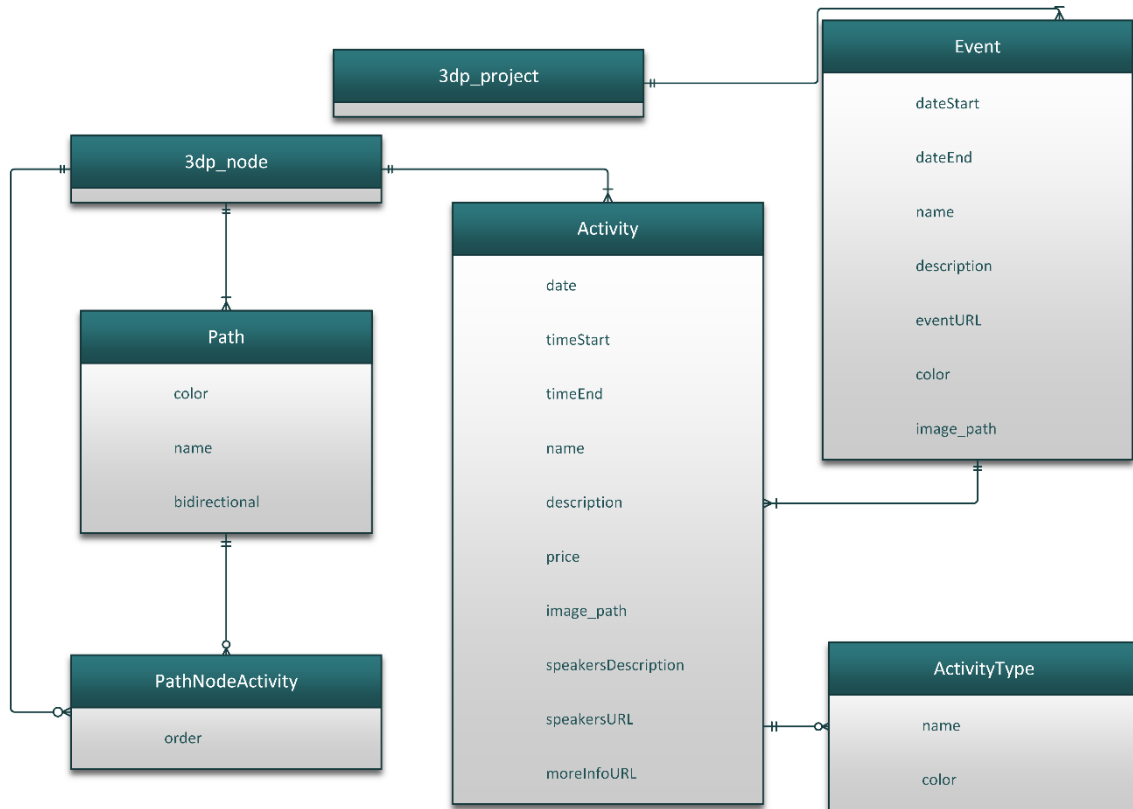 3dp_project
3dp_node
Event
dateStart
dateEnd
name
description
eventURL
color
image_path
Activity
date
timeStart
timeEnd
name
description
price
image_path
speakersDescription
speakersURL
moreInfoURL
Path
color
name
bidirectional
PathNodeActivity
order
ActivityType
name
color